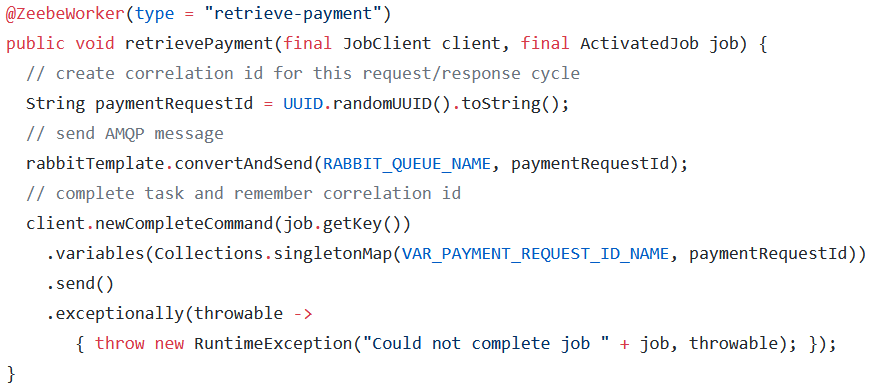 @ZeebeWorker(type = "retrieve-payment")
public void retrievePayment(final JobClient client, final ActivatedJob job) {
  // create correlation id for this request/response cycle
  String paymentRequestId = UUID.randomUUID().toString();
  // send AMQP message
  rabbitTemplate.convertAndSend(RABBIT_QUEUE_NAME, paymentRequestId);
  // complete task and remember correlation id
  client.newCompleteCommand(job.getKey())
    .variables(Collections.singletonMap(VAR_PAYMENT_REQUEST_ID_NAME, paymentRequestId))
    .send()
    .exceptionally(throwable ->
       { throw new RuntimeException("Could not complete job " + job, throwable); });
}